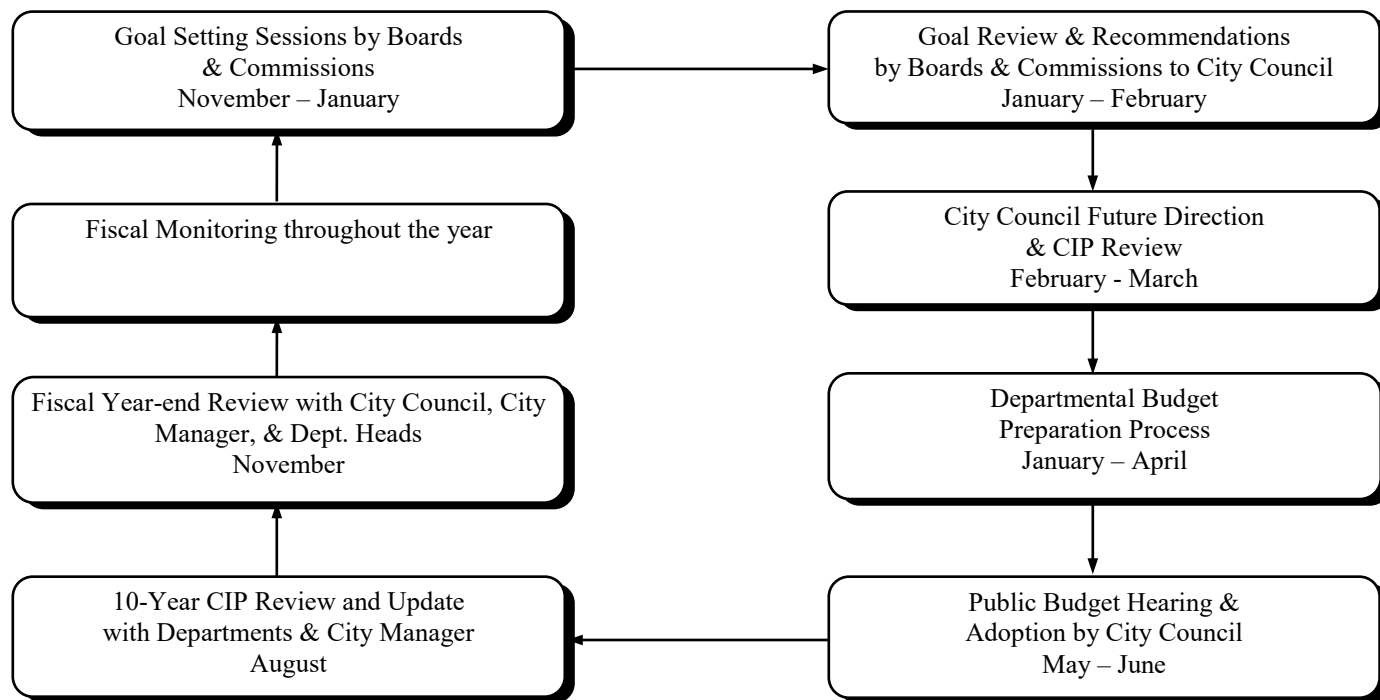 Goal Setting Sessions by Boards
& Commissions
November – January
Goal Review & Recommendations
by Boards & Commissions to City Council
January – February
City Council Future Direction
& CIP Review
February - March
Departmental Budget
Preparation Process
January – April
Public Budget Hearing &
Adoption by City Council
May – June
10-Year CIP Review and Update
with Departments & City Manager
August
Fiscal Year-end Review with City Council, City
Manager, & Dept. Heads
November
Fiscal Monitoring throughout the year